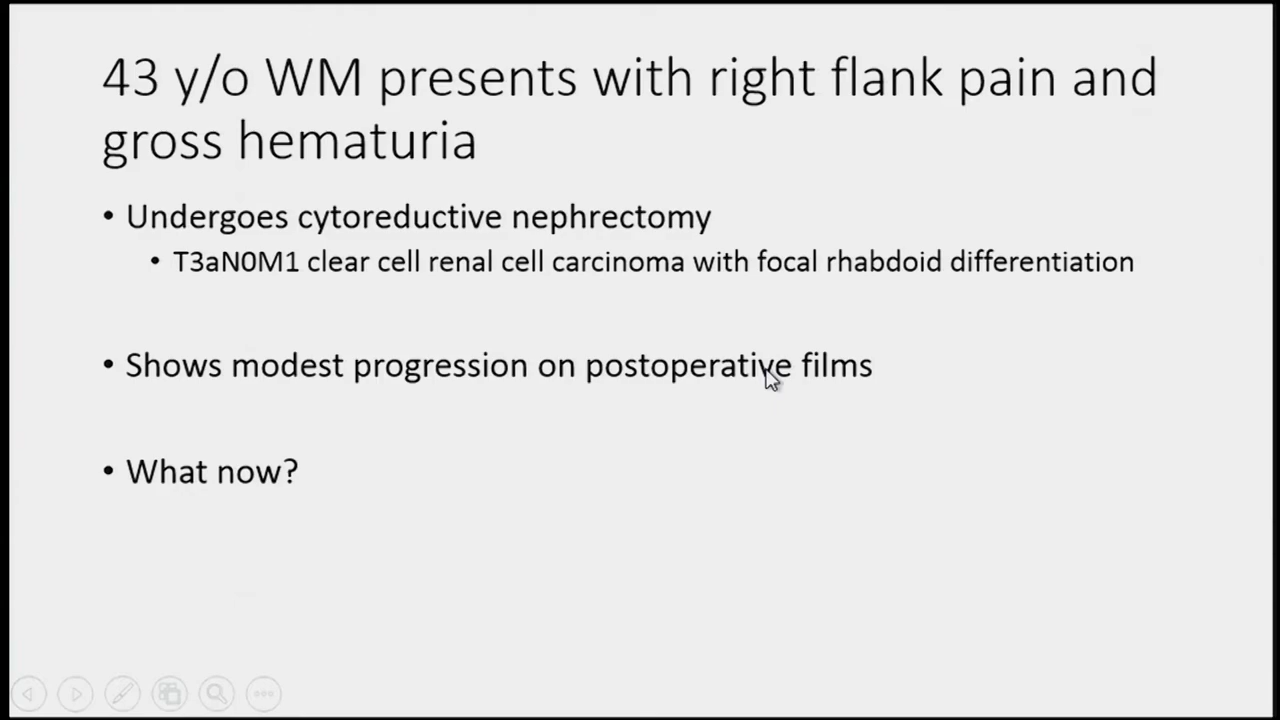 43 y/o WM presents with right flank pain and
gross hematuria
• Undergoes cytoreductive nephrectomy
• T3aN0M1 clear cell renal cell carcinoma with focal rhabdoid differentiation
• Shows modest progression on postoperative films
• What now?